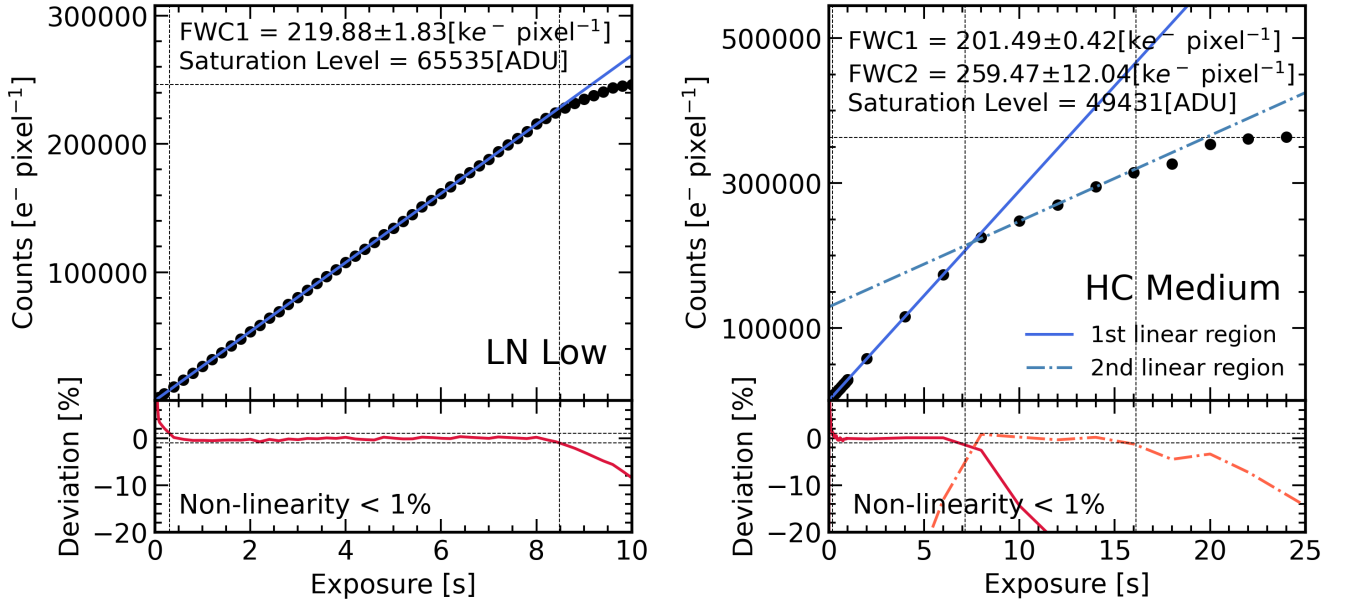 300000
200000
100000
Counts [e⁻ pixel⁻¹]
FWC1 = 219.88±1.83[ke⁻ pixel⁻¹]
Saturation Level = 65535[ADU]
LN Low
0
−10
−20
Deviation [%]
Non-linearity < 1%
0 2 4 6 8 10
Exposure [s]
500000
300000
100000
Counts [e⁻ pixel⁻¹]
FWC1 = 201.49±0.42[ke⁻ pixel⁻¹]
FWC2 = 259.47±12.04[ke⁻ pixel⁻¹]
Saturation Level = 49431[ADU]
HC Medium
1st linear region
2nd linear region
0
−10
−20
Deviation [%]
Non-linearity < 1%
0 5 10 15 20 25
Exposure [s]